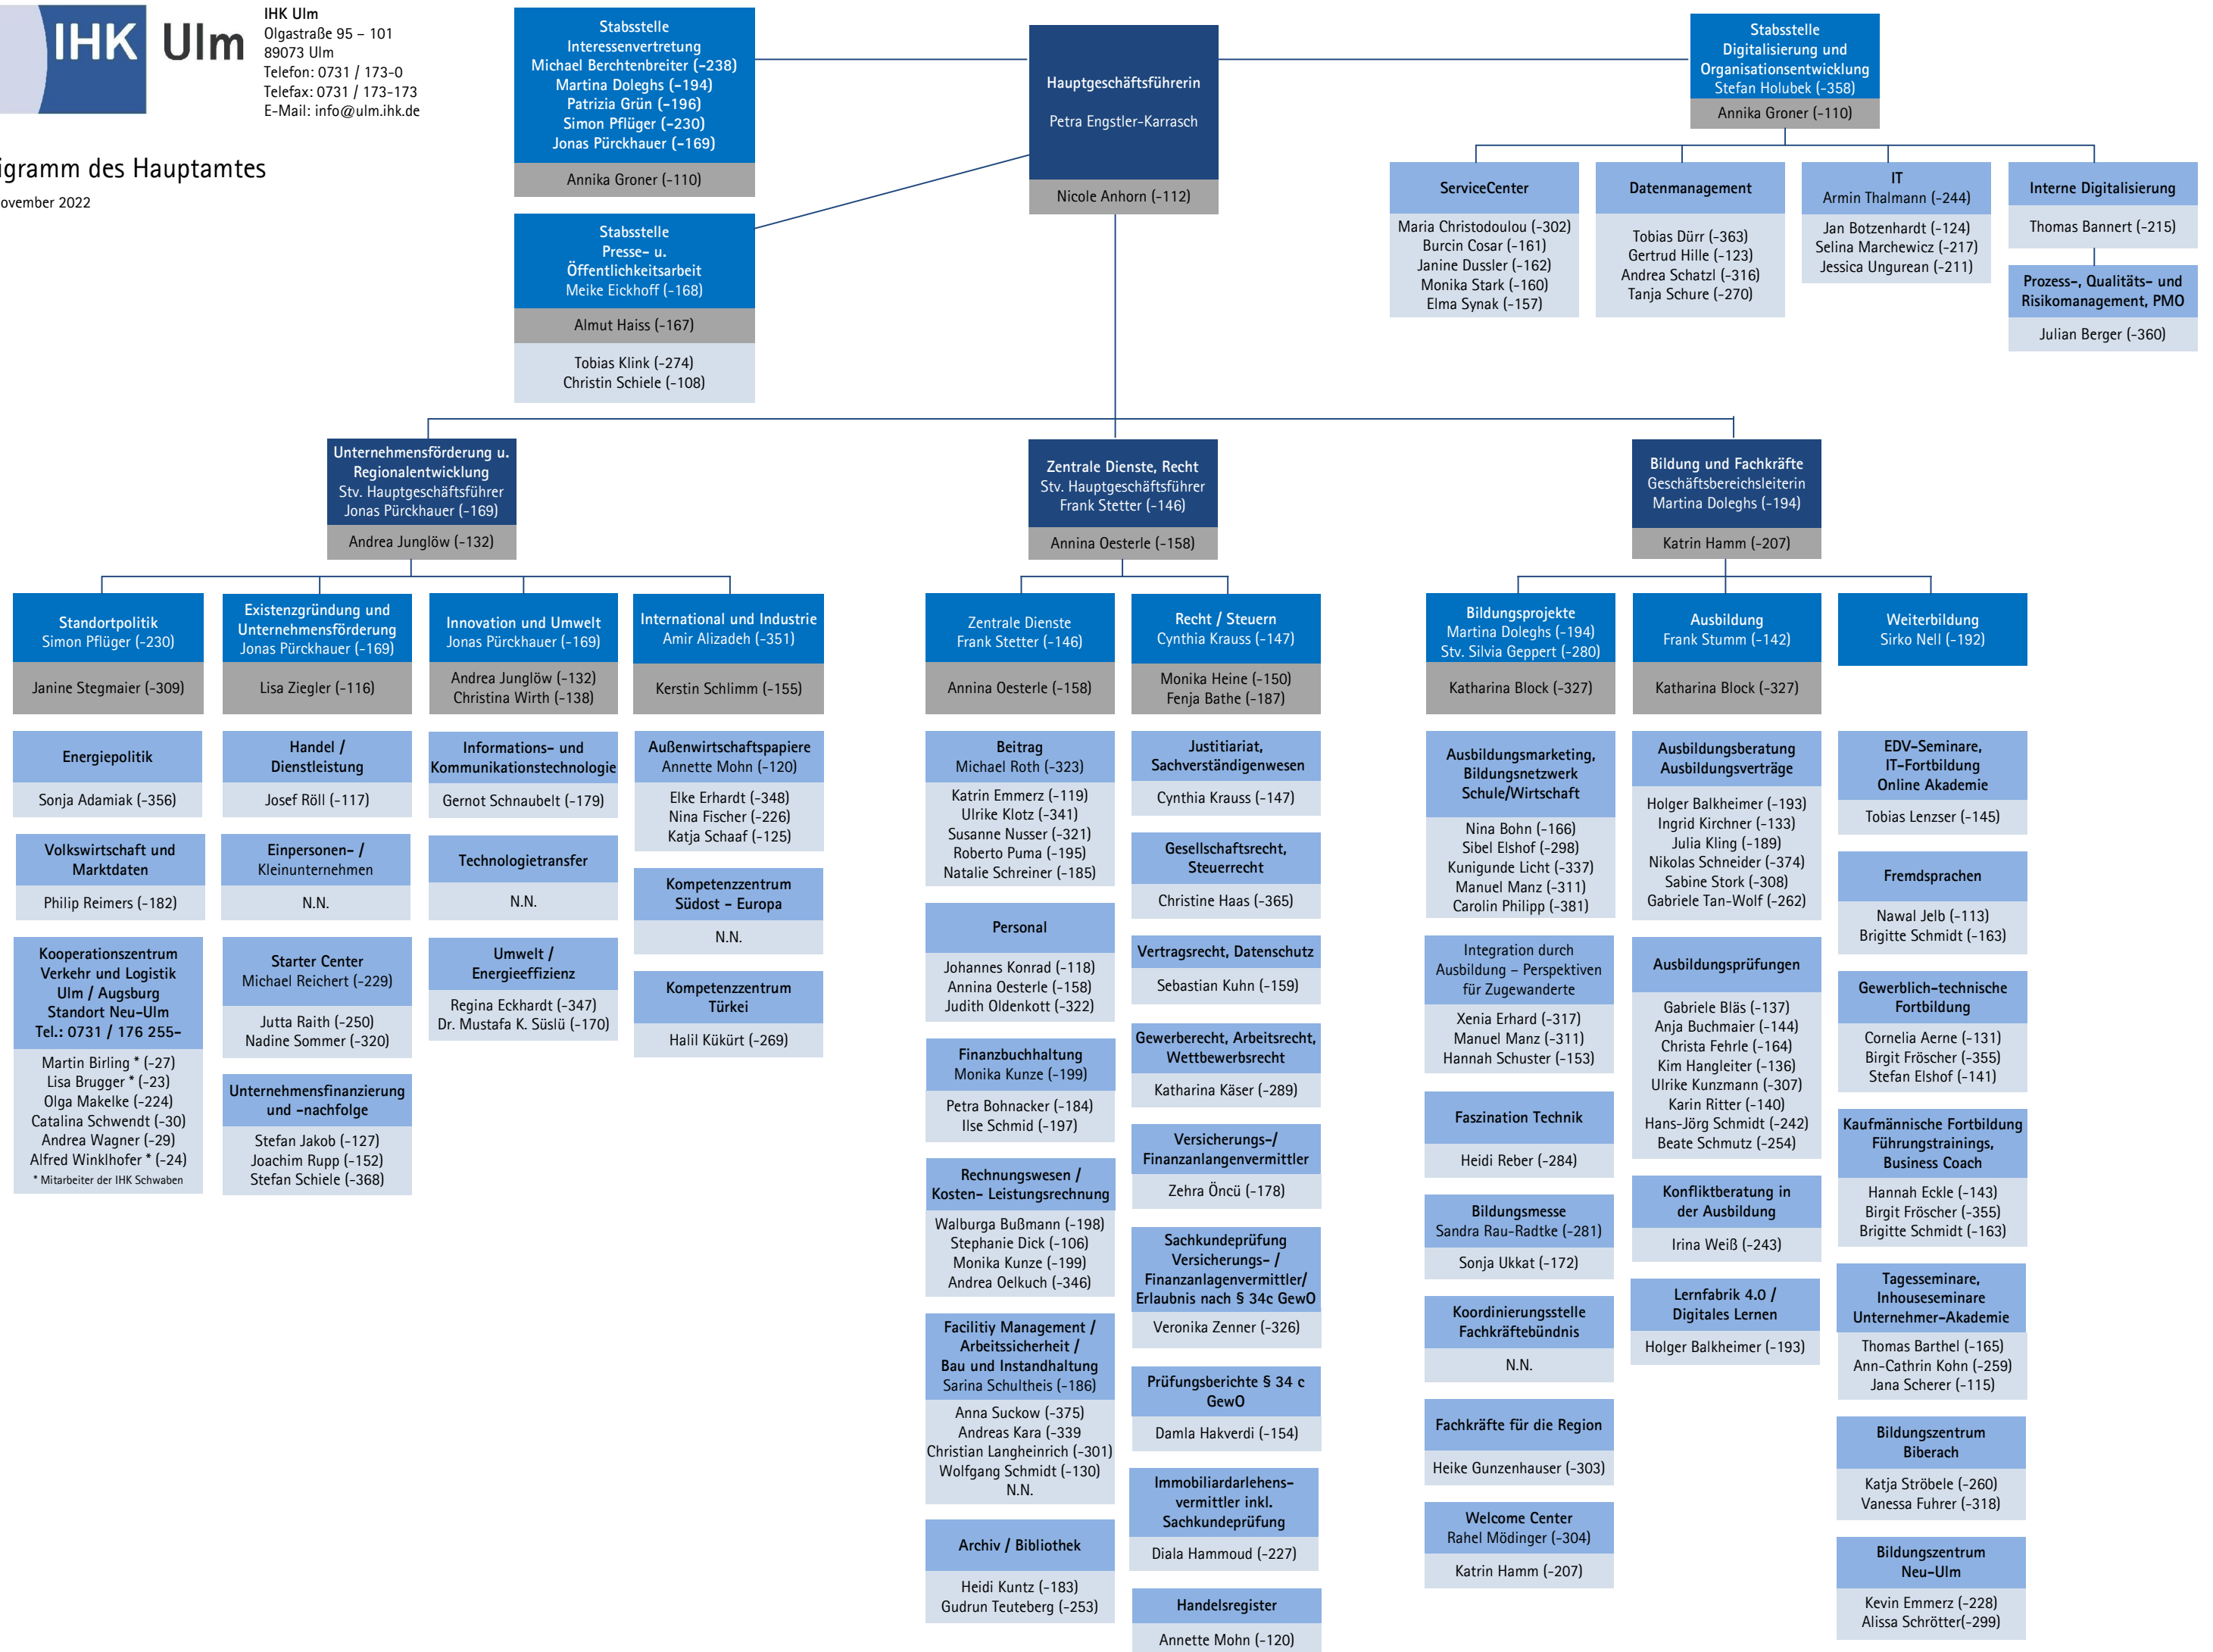 IHK Ulm
IHK Ulm
Olgastraße 95 – 101
89073 Ulm
Telefon: 0731 / 173-0
Telefax: 0731 / 173-173
E-Mail: info@ulm.ihk.de
igramm des Hauptamtes
ovember 2022
Stabsstelle
Interessenvertretung
Michael Berchtenbreiter (-238)
Martina Doleghs (-194)
Patrizia Grün (-196)
Simon Pflüger (-230)
Jonas Pürckhauer (-169)
Annika Groner (-110)
Stabsstelle
Presse- u.
Öffentlichkeitsarbeit
Meike Eickhoff (-168)
Almut Haiss (-167)
Tobias Klink (-274)
Christin Schiele (-108)
Hauptgeschäftsführerin
Petra Engstler-Karrasch
Nicole Anhorn (-112)
Stabsstelle
Digitalisierung und
Organisationsentwicklung
Stefan Holubek (-358)
Annika Groner (-110)
ServiceCenter
Maria Christodoulou (-302)
Burcin Cosar (-161)
Janine Dussler (-162)
Monika Stark (-160)
Elma Synak (-157)
Datenmanagement
Tobias Dürr (-363)
Gertrud Hille (-123)
Andrea Schatzl (-316)
Tanja Schure (-270)
IT
Armin Thalmann (-244)
Jan Botzenhardt (-124)
Selina Marchewicz (-217)
Jessica Ungurean (-211)
Interne Digitalisierung
Thomas Bannert (-215)
Prozess-, Qualitäts- und
Risikomanagement, PMO
Julian Berger (-360)
Unternehmensförderung u.
Regionalentwicklung
Stv. Hauptgeschäftsführer
Jonas Pürckhauer (-169)
Andrea Junglöw (-132)
Zentrale Dienste, Recht
Stv. Hauptgeschäftsführer
Frank Stetter (-146)
Annina Oesterle (-158)
Bildung und Fachkräfte
Geschäftsbereichsleiterin
Martina Doleghs (-194)
Katrin Hamm (-207)
Standortpolitik
Simon Pflüger (-230)
Janine Stegmaier (-309)
Energiepolitik
Sonja Adamiak (-356)
Volkswirtschaft und
Marktdaten
Philip Reimers (-182)
Kooperationszentrum
Verkehr und Logistik
Ulm / Augsburg
Standort Neu-Ulm
Tel.: 0731 / 176 255-
Martin Birling * (-27)
Lisa Brugger * (-23)
Olga Makelke (-224)
Catalina Schwendt (-30)
Andrea Wagner (-29)
Alfred Winklhofer * (-24)
* Mitarbeiter der IHK Schwaben
Existenzgründung und
Unternehmensförderung
Jonas Pürckhauer (-169)
Lisa Ziegler (-116)
Handel /
Dienstleistung
Josef Röll (-117)
Einpersonen- /
Kleinunternehmen
N.N.
Starter Center
Michael Reichert (-229)
Jutta Raith (-250)
Nadine Sommer (-320)
Unternehmensfinanzierung
und -nachfolge
Stefan Jakob (-127)
Joachim Rupp (-152)
Stefan Schiele (-368)
Innovation und Umwelt
Jonas Pürckhauer (-169)
Andrea Junglöw (-132)
Christina Wirth (-138)
Informations- und
Kommunikationstechnologie
Gernot Schnaubelt (-179)
Technologietransfer
N.N.
Umwelt /
Energieeffizienz
Regina Eckhardt (-347)
Dr. Mustafa K. Süslü (-170)
International und Industrie
Amir Alizadeh (-351)
Kerstin Schlimm (-155)
Außenwirtschaftspapiere
Annette Mohn (-120)
Elke Erhardt (-348)
Nina Fischer (-226)
Katja Schaaf (-125)
Kompetenzzentrum
Südost - Europa
N.N.
Kompetenzzentrum
Türkei
Halil Kükürt (-269)
Zentrale Dienste
Frank Stetter (-146)
Annina Oesterle (-158)
Beitrag
Michael Roth (-323)
Katrin Emmerz (-119)
Ulrike Klotz (-341)
Susanne Nusser (-321)
Roberto Puma (-195)
Natalie Schreiner (-185)
Personal
Johannes Konrad (-118)
Annina Oesterle (-158)
Judith Oldenkott (-322)
Finanzbuchhaltung
Monika Kunze (-199)
Petra Bohnacker (-184)
Ilse Schmid (-197)
Rechnungswesen /
Kosten- Leistungsrechnung
Walburga Bußmann (-198)
Stephanie Dick (-106)
Monika Kunze (-199)
Andrea Oelkuch (-346)
Facilitiy Management /
Arbeitssicherheit /
Bau und Instandhaltung
Sarina Schultheis (-186)
Anna Suckow (-375)
Andreas Kara (-339
Christian Langheinrich (-301)
Wolfgang Schmidt (-130)
N.N.
Archiv / Bibliothek
Heidi Kuntz (-183)
Gudrun Teuteberg (-253)
Recht / Steuern
Cynthia Krauss (-147)
Monika Heine (-150)
Fenja Bathe (-187)
Justitiariat,
Sachverständigenwesen
Cynthia Krauss (-147)
Gesellschaftsrecht,
Steuerrecht
Christine Haas (-365)
Vertragsrecht, Datenschutz
Sebastian Kuhn (-159)
Gewerberecht, Arbeitsrecht,
Wettbewerbsrecht
Katharina Käser (-289)
Versicherungs-/
Finanzanlangenvermittler
Zehra Öncü (-178)
Sachkundeprüfung
Versicherungs- /
Finanzanlagenvermittler/
Erlaubnis nach § 34c GewO
Veronika Zenner (-326)
Prüfungsberichte § 34 c
GewO
Damla Hakverdi (-154)
Immobiliardarlehens-
vermittler inkl.
Sachkundeprüfung
Diala Hammoud (-227)
Handelsregister
Annette Mohn (-120)
Bildungsprojekte
Martina Doleghs (-194)
Stv. Silvia Geppert (-280)
Katharina Block (-327)
Ausbildungsmarketing,
Bildungsnetzwerk
Schule/Wirtschaft
Nina Bohn (-166)
Sibel Elshof (-298)
Kunigunde Licht (-337)
Manuel Manz (-311)
Carolin Philipp (-381)
Integration durch
Ausbildung – Perspektiven
für Zugewanderte
Xenia Erhard (-317)
Manuel Manz (-311)
Hannah Schuster (-153)
Faszination Technik
Heidi Reber (-284)
Bildungsmesse
Sandra Rau-Radtke (-281)
Sonja Ukkat (-172)
Koordinierungsstelle
Fachkräftebündnis
N.N.
Fachkräfte für die Region
Heike Gunzenhauser (-303)
Welcome Center
Rahel Mödinger (-304)
Katrin Hamm (-207)
Ausbildung
Frank Stumm (-142)
Katharina Block (-327)
Ausbildungsberatung
Ausbildungsverträge
Holger Balkheimer (-193)
Ingrid Kirchner (-133)
Julia Kling (-189)
Nikolas Schneider (-374)
Sabine Stork (-308)
Gabriele Tan-Wolf (-262)
Ausbildungsprüfungen
Gabriele Bläs (-137)
Anja Buchmaier (-144)
Christa Fehrle (-164)
Kim Hangleiter (-136)
Ulrike Kunzmann (-307)
Karin Ritter (-140)
Hans-Jörg Schmidt (-242)
Beate Schmutz (-254)
Konfliktberatung in
der Ausbildung
Irina Weiß (-243)
Lernfabrik 4.0 /
Digitales Lernen
Holger Balkheimer (-193)
Weiterbildung
Sirko Nell (-192)
EDV-Seminare,
IT-Fortbildung
Online Akademie
Tobias Lenzser (-145)
Fremdsprachen
Nawal Jelb (-113)
Brigitte Schmidt (-163)
Gewerblich-technische
Fortbildung
Cornelia Aerne (-131)
Birgit Fröscher (-355)
Stefan Elshof (-141)
Kaufmännische Fortbildung
Führungstrainings,
Business Coach
Hannah Eckle (-143)
Birgit Fröscher (-355)
Brigitte Schmidt (-163)
Tagesseminare,
Inhouseseminare
Unternehmer-Akademie
Thomas Barthel (-165)
Ann-Cathrin Kohn (-259)
Jana Scherer (-115)
Bildungszentrum
Biberach
Katja Ströbele (-260)
Vanessa Fuhrer (-318)
Bildungszentrum
Neu-Ulm
Kevin Emmerz (-228)
Alissa Schrötter(-299)